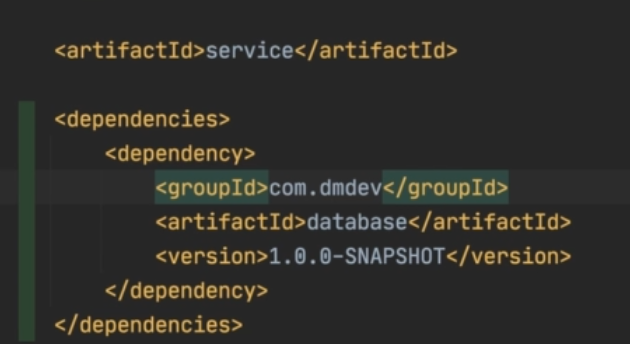 <artifactId>service</artifactId>
<dependencies>
<dependency>
<groupId>com.dmdev</groupId>
<artifactId>database</artifactId>
<version>1.0.0-SNAPSHOT</version>
</dependency>
</dependencies>